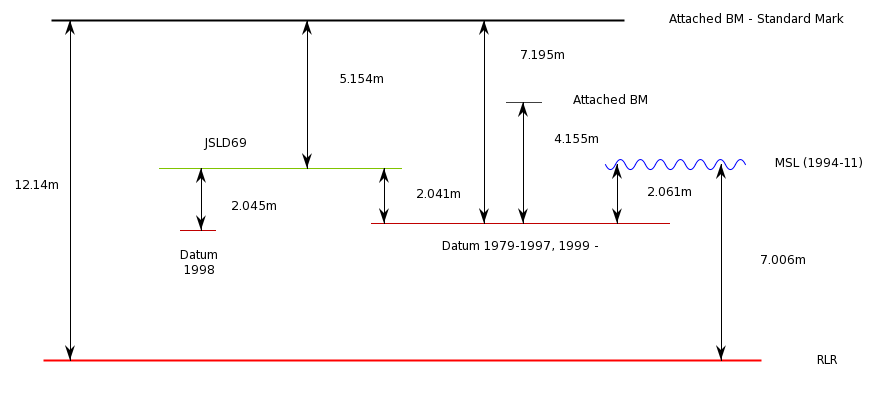 Attached BM - Standard Mark
7.195m
5.154m
Attached BM
4.155m
JSLD69
MSL (1994-11)
12.14m
2.061m
2.041m
2.045m
Datum 1979-1997, 1999 -
Datum
1998
7.006m
RLR